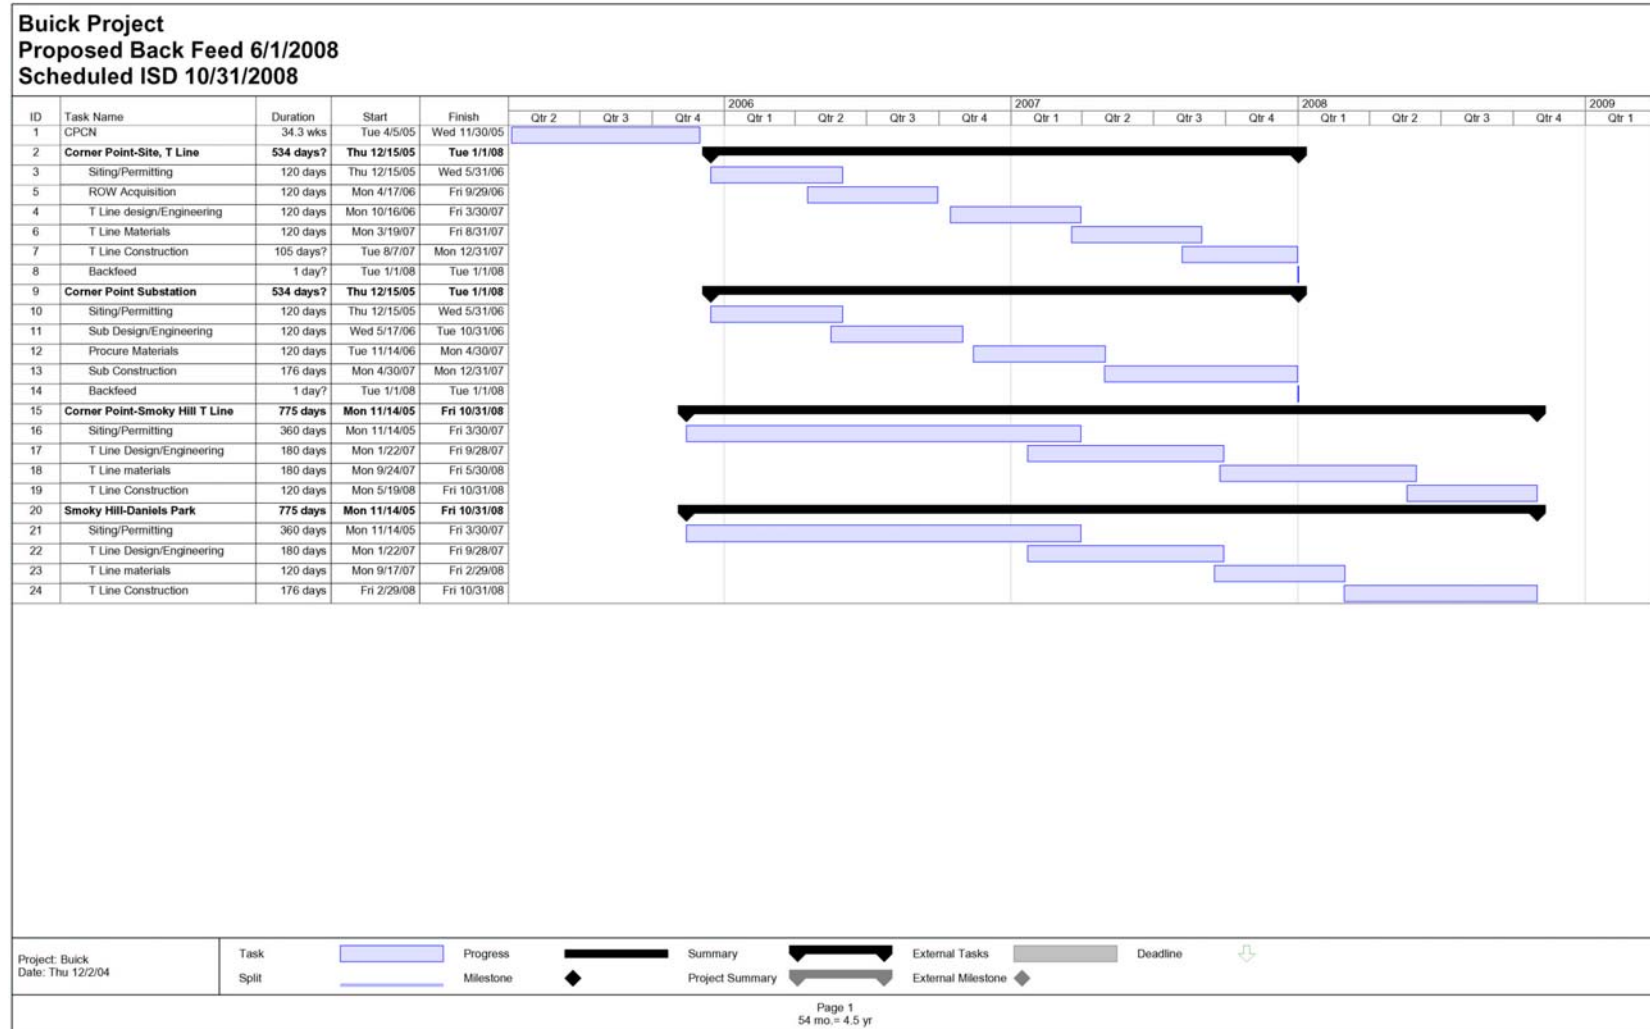 Buick Project
Proposed Back Feed 6/1/2008
Scheduled ISD 10/31/2008
2006 2007 2008 2009
ID Task Name Duration Start Finish Qtr 2 Qtr 3 Qtr 4 Qtr 1 Qtr 2 Qtr 3 Qtr 4 Qtr 1 Qtr 2 Qtr 3 Qtr 4 Qtr 1 Qtr 2 Qtr 3 Qtr 4 Qtr 1
1 CPCN 34.3 wks Tue 4/5/05 Wed 11/30/05
2 Corner Point-Site, T Line 534 days? Thu 12/15/05 Tue 1/1/08
3 Siting/Permitting 120 days Thu 12/15/05 Wed 5/31/06
5 ROW Acquisition 120 days Mon 4/17/06 Fri 9/29/06
4 T Line design/Engineering 120 days Mon 10/16/06 Fri 3/30/07
6 T Line Materials 120 days Mon 3/19/07 Fri 8/31/07
7 T Line Construction 105 days? Tue 8/7/07 Mon 12/31/07
8 Backfeed 1 day? Tue 1/1/08 Tue 1/1/08
9 Corner Point Substation 534 days? Thu 12/15/05 Tue 1/1/08
10 Siting/Permitting 120 days Thu 12/15/05 Wed 5/31/06
11 Sub Design/Engineering 120 days Wed 5/17/06 Tue 10/31/06
12 Procure Materials 120 days Tue 11/14/06 Mon 4/30/07
13 Sub Construction 176 days Mon 4/30/07 Mon 12/31/07
14 Backfeed 1 day? Tue 1/1/08 Tue 1/1/08
15 Corner Point-Smoky Hill T Line 775 days Mon 11/14/05 Fri 10/31/08
16 Siting/Permitting 360 days Mon 11/14/05 Fri 3/30/07
17 T Line Design/Engineering 180 days Mon 1/22/07 Fri 9/28/07
18 T Line materials 180 days Mon 9/24/07 Fri 5/30/08
19 T Line Construction 120 days Mon 5/19/08 Fri 10/31/08
20 Smoky Hill-Daniels Park 775 days Mon 11/14/05 Fri 10/31/08
21 Siting/Permitting 360 days Mon 11/14/05 Fri 3/30/07
22 T Line Design/Engineering 180 days Mon 1/22/07 Fri 9/28/07
23 T Line materials 120 days Mon 9/17/07 Fri 2/29/08
24 T Line Construction 176 days Fri 2/29/08 Fri 10/31/08
Project: Buick
Date: Thu 12/2/04
Task Progress Summary External Tasks Deadline
Split Milestone Project Summary External Milestone
Page 1
54 mo.= 4.5 yr